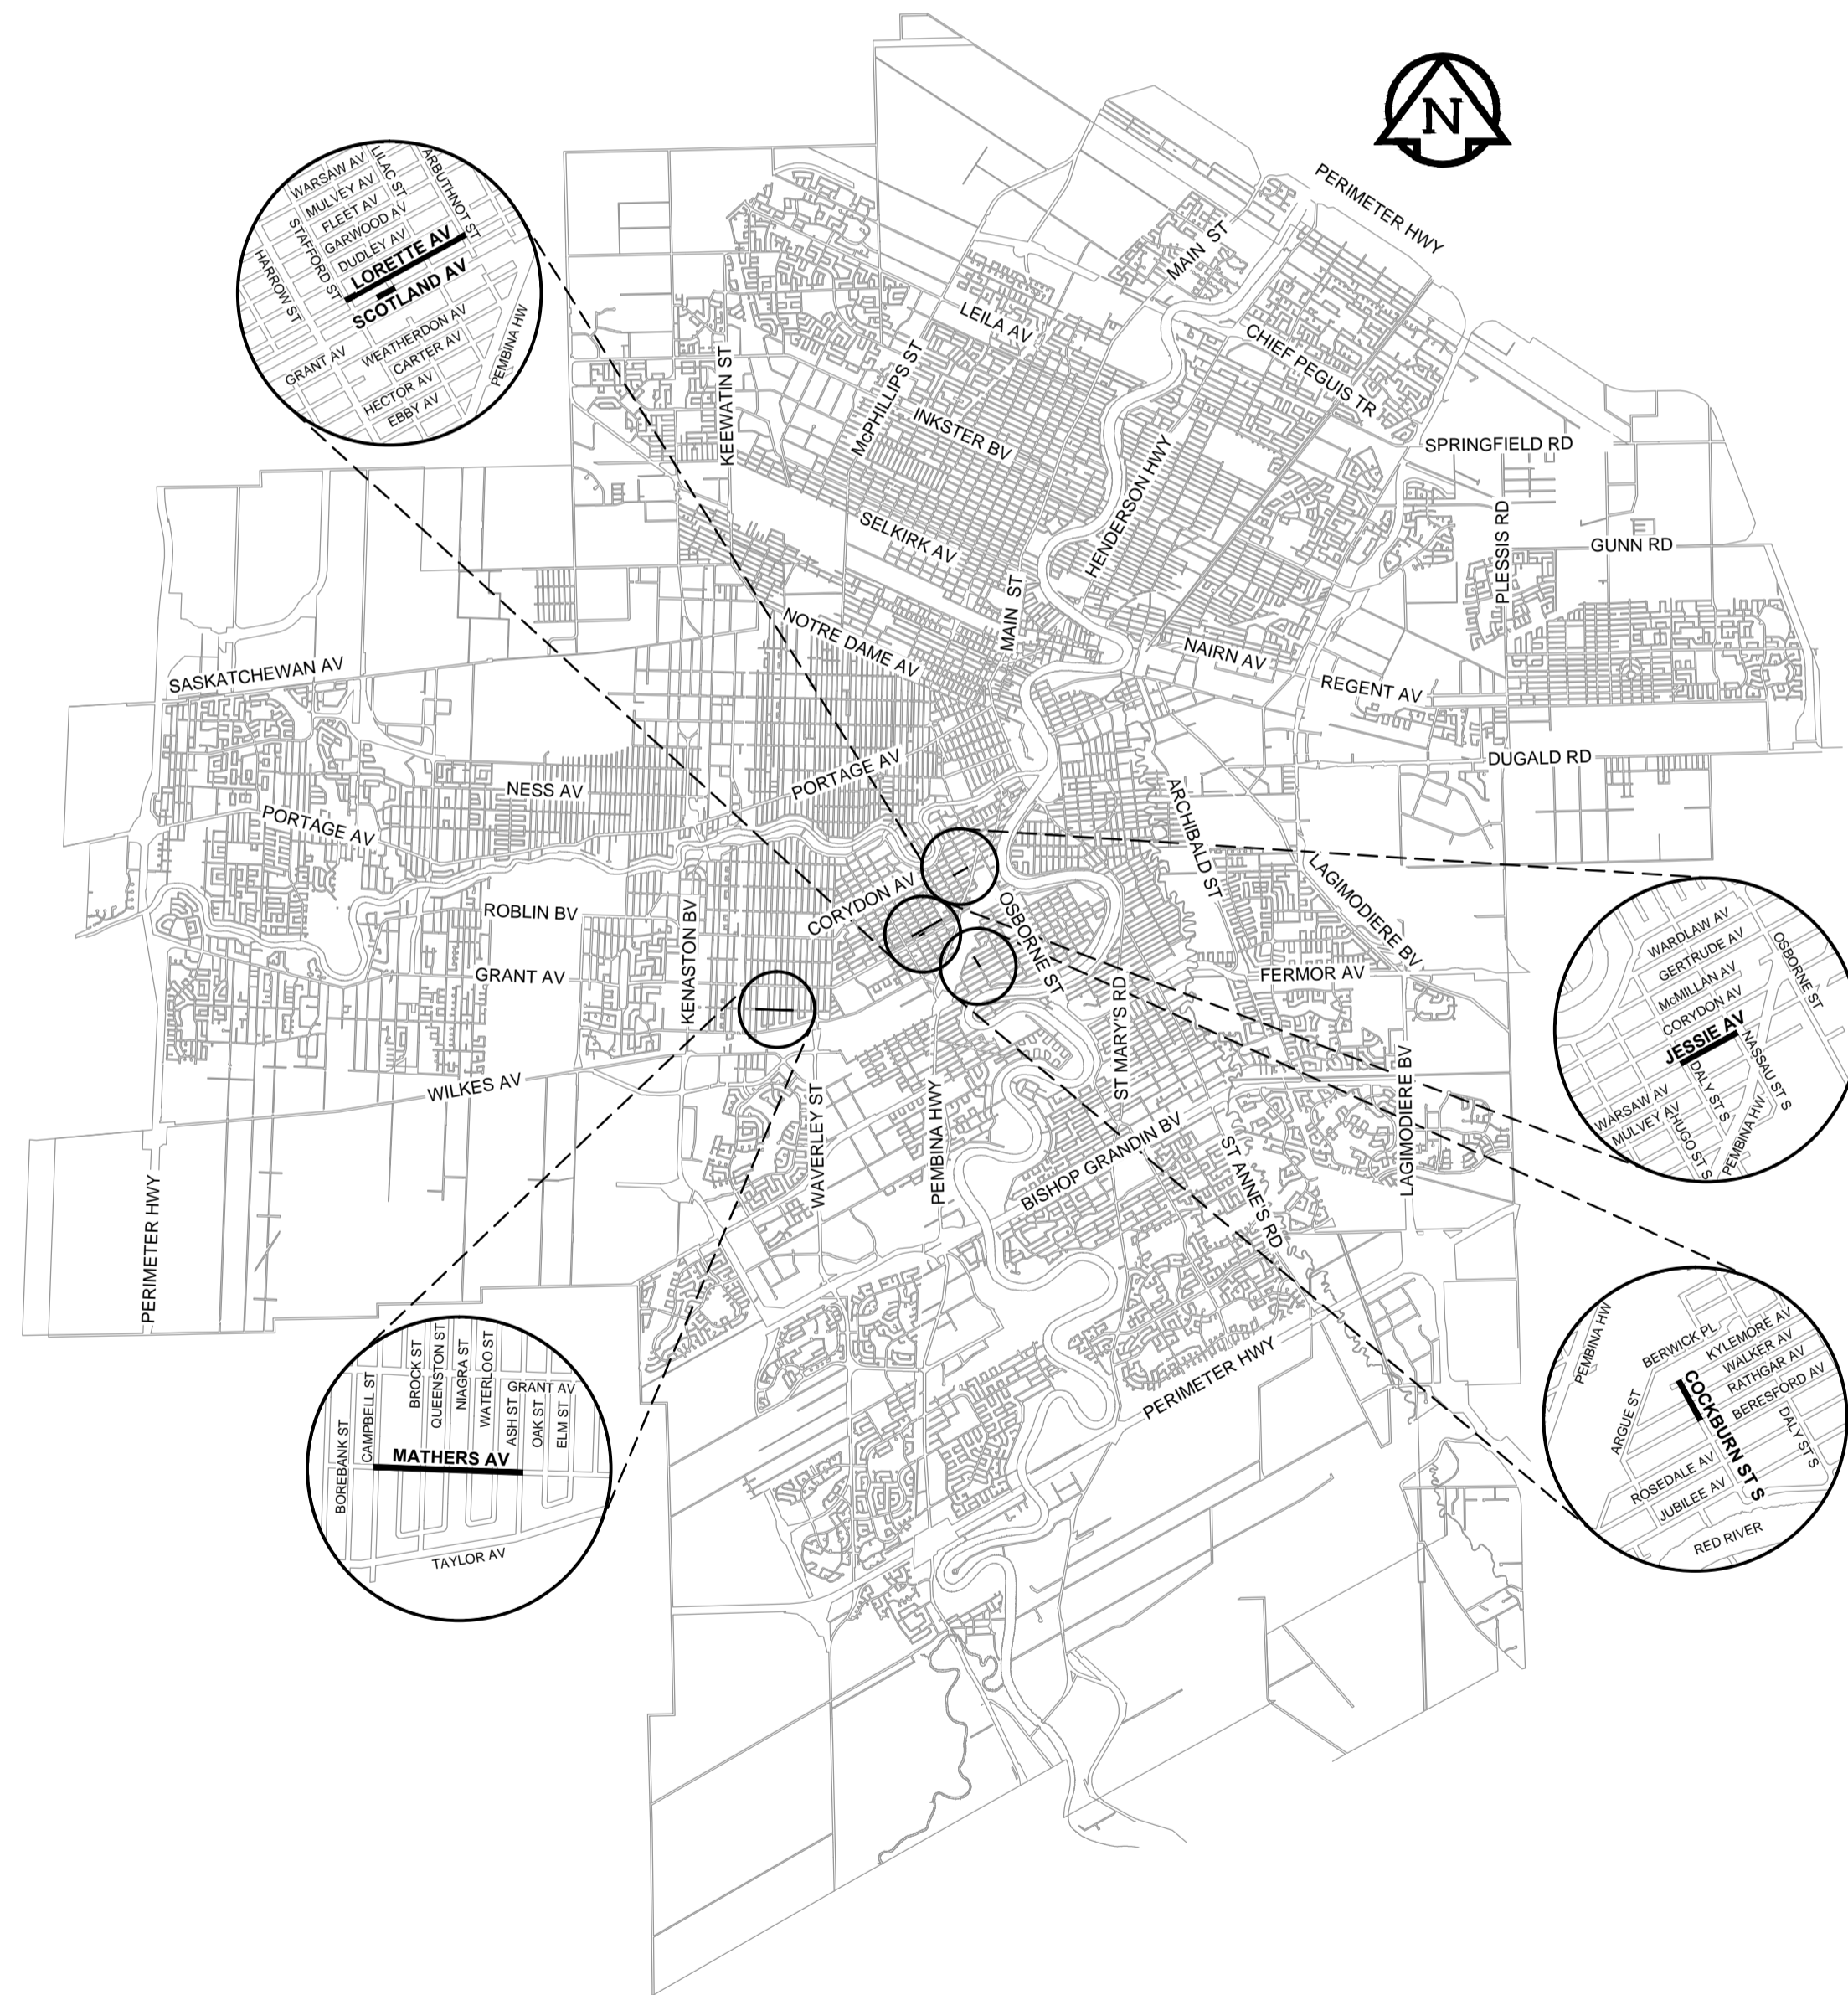 N
PERIMETER HWY
MAIN ST
LEILA AV
CHIEF PEGUIS TR
McPHILLIPS ST
KEEWATIN ST
INKSTER BV
SPRINGFIELD RD
HENDERSON HWY
SELKIRK AV
PLESSIS RD
GUNN RD
MAIN ST
NOTRE DAME AV
NAIRN AV
SASKATCHEWAN AV
REGENT AV
DUGALD RD
PORTAGE AV
NESS AV
PORTAGE AV
ARCHIBALD ST
LAGIMODIERE BV
CORYDON AV
ROBLIN BV
OSBORNE ST
KENASTON BV
GRANT AV
FERMOR AV
ST MARY'S RD
WILKES AV
LAGIMODIERE BV
WAVERLEY ST
PEMBINA HWY
BISHOP GRANDIN BV
ST ANNE'S RD
PERIMETER HWY
PERIMETER HWY
WARSAW AV
LILAC ST
ARBUTHNOT ST
MULVEY AV
FLEET AV
GARWOOD AV
STAFFORD ST
DUDLEY AV
LORETTE AV
HARROW ST
SCOTLAND AV
WEATHERDON AV
GRANT AV
CARTER AV
PEMBINA HW
HECTOR AV
EBBY AV
WARDLAW AV
GERTRUDE AV
OSBORNE ST
McMILLAN AV
CORYDON AV
JESSIE AV
NASSAU ST S
DALY ST S
WARSAW AV
MULVEY AV
HUGO ST S
PEMBINA HW
PEMBINA HW
BERWICK PL
KYLEMORE AV
WALKER AV
RATHGAR AV
BERESFORD AV
COCKBURN ST S
ARGUE ST
DALY ST S
ROSEDALE AV
JUBILEE AV
RED RIVER
BROCK ST
QUEENSTON ST
NIAGRA ST
WATERLOO ST
GRANT AV
CAMPBELL ST
BOREBANK ST
ASH ST
OAK ST
ELM ST
MATHERS AV
TAYLOR AV